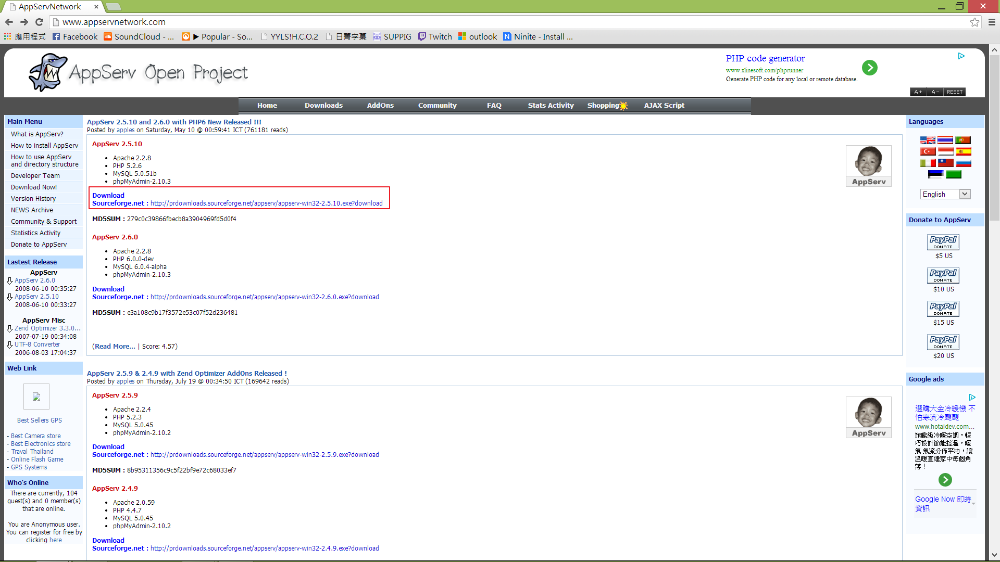 AppServNetwork
www.appservnetwork.com
應用程式 Facebook SoundCloud - ... ▶ Popular - So... YYLS!H.C.O.2 日菁字幕 SUPPIG Twitch outlook Ninite - Install ...
AppServ Open Project
PHP code generator
www.xlinesoft.com/phprunner
Generate PHP code for any local or remote database.
A + A − RESET
Home Downloads AddOns Community FAQ Stats Activity Shopping AJAX Script
Main Menu
What is AppServ?
How to install AppServ
How to use AppServ
and directory structure
Developer Team
Download Now!
Version History
NEWS Archive
Community & Support
Statistics Activity
Donate to AppServ
Lastest Release
AppServ
AppServ 2.6.0
2008-06-10 00:35:27
AppServ 2.5.10
2008-06-10 00:33:27
AppServ Misc
Zend Optimizer 3.3.0...
2007-07-19 00:34:08
UTF-8 Converter
2006-08-03 17:04:37
Web Link
Best Sellers GPS
- Best Camera store
- Best Electronics store
- Traval Thailand
- Online Flash Game
- GPS Systems
Who's Online
There are currently, 104
guest(s) and 0 member(s)
that are online.
You are Anonymous user.
You can register for free by
clicking here
AppServ 2.5.10 and 2.6.0 with PHP6 New Released !!!
Posted by apples on Saturday, May 10 @ 00:59:41 ICT (761181 reads)
AppServ 2.5.10
• Apache 2.2.8
• PHP 5.2.6
• MySQL 5.0.51b
• phpMyAdmin-2.10.3
AppServ
Download
Sourceforge.net : http://prdownloads.sourceforge.net/appserv/appserv-win32-2.5.10.exe?download
MD5SUM : 279c0c39866fbecb8a3904969fd5d0f4
AppServ 2.6.0
• Apache 2.2.8
• PHP 6.0.0-dev
• MySQL 6.0.4-alpha
• phpMyAdmin-2.10.3
Download
Sourceforge.net : http://prdownloads.sourceforge.net/appserv/appserv-win32-2.6.0.exe?download
MD5SUM : e3a108c9b17f3572e53c07f52d236481
(Read More... | Score: 4.57)
AppServ 2.5.9 & 2.4.9 with Zend Optimizer AddOns Released !
Posted by apples on Thursday, July 19 @ 00:34:50 ICT (169642 reads)
AppServ 2.5.9
• Apache 2.2.4
• PHP 5.2.3
• MySQL 5.0.45
• phpMyAdmin-2.10.2
AppServ
Download
Sourceforge.net : http://prdownloads.sourceforge.net/appserv/appserv-win32-2.5.9.exe?download
MD5SUM : 8b95311356c9c5f22bf9e72c68033ef7
AppServ 2.4.9
• Apache 2.0.59
• PHP 4.4.7
• MySQL 5.0.45
• phpMyAdmin-2.10.2
Download
Sourceforge.net : http://prdownloads.sourceforge.net/appserv/appserv-win32-2.4.9.exe?download
Languages
English
Donate to AppServ
PayPal
DONATE
$5 US
PayPal
DONATE
$10 US
PayPal
DONATE
$15 US
PayPal
DONATE
$20 US
Google ads
選購大金冷暖機 不
怕寒流冷颼颼
www.hotaidev.com...
旗艦級冷暖空調，輕
巧設計節能控溫，暖
氣 氣流分佈平均，讓
溫暖直達家中每個角
落！
Google Now 即時
資訊